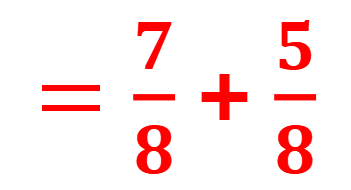 = 7/8 + 5/8